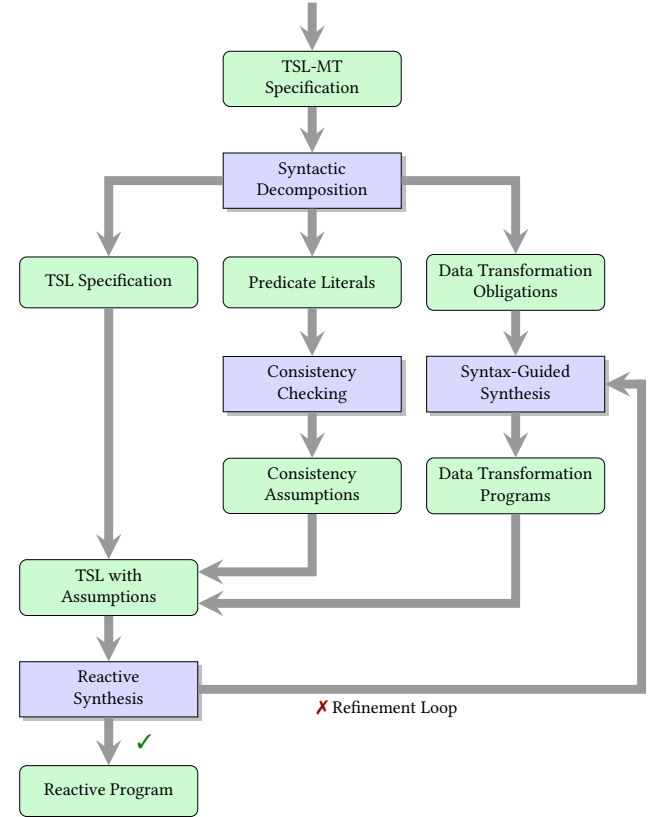 TSL-MT
Specification
Syntactic
Decomposition
TSL Specification
Predicate Literals
Data Transformation
Obligations
Consistency
Checking
Syntax-Guided
Synthesis
Consistency
Assumptions
Data Transformation
Programs
TSL with
Assumptions
Reactive
Synthesis
✗ Refinement Loop
✓
Reactive Program